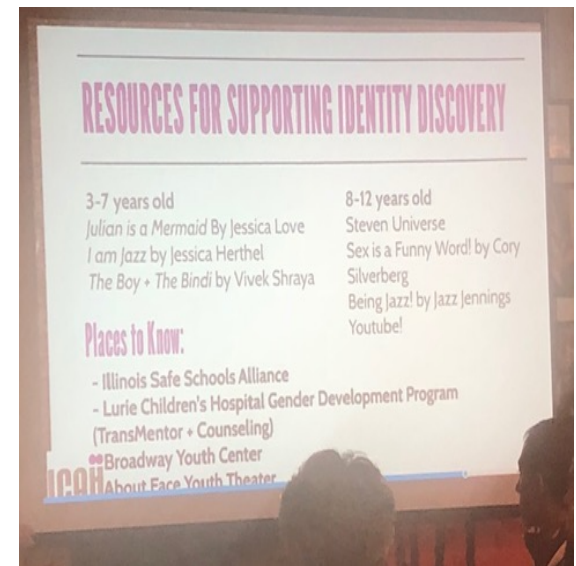 RESOURCES FOR SUPPORTING IDENTITY DISCOVERY
3-7 years old
Julian is a Mermaid By Jessica Love
I am Jazz by Jessica Herthel
The Boy + The Bindi by Vivek Shraya
8-12 years old
Steven Universe
Sex is a Funny Word! by Cory
Silverberg
Being Jazz! by Jazz Jennings
Youtube!
Places to Know:
- Illinois Safe Schools Alliance
- Lurie Children's Hospital Gender Development Program
(TransMentor + Counseling)
Broadway Youth Center
About Face Youth Theater
ICAH